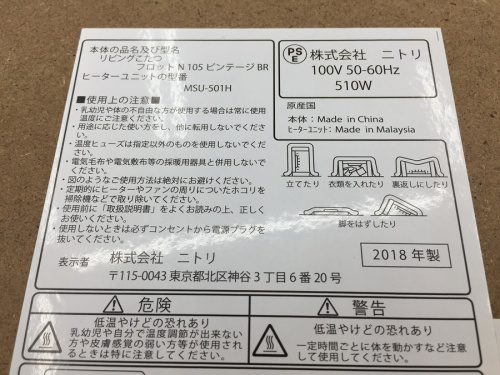 本体の品名及び型名
リビングこたつ
フロットN 105 ビンテージ BR
ヒーターユニットの型番
MSU-501H
■使用上の注意■
・乳幼児や体の不自由な方が使用する場合は常に使用
温度にご注意ください。
・用途に応じた使い方をし、他に転用しないでくださ
い。
・温度ヒューズは指定以外のものを使用しないでくだ
さい。
・電気毛布や電気敷布等の採暖用器具と併用しないで
ください。
・図のようなご使用方法は絶対にお避けください。
・定期的にヒーターやファンの周りについたホコリを
掃除機などで取り除いてください。
・使用前に「取扱説明書」をよくお読みの上、正しく
お使いください。
・使用しないときは必ずコンセントから電源プラグを
抜いてください。
PS
E
株式会社 ニトリ
100V 50-60Hz
510W
原産国
本体：Made in China
ヒーターユニット：Made in Malaysia
立てたり 衣類を入れたり 裏返しにしたり
脚をはずしたり
表示者 株式会社 ニトリ
〒115-0043 東京都北区神谷3丁目6番20号
2018 年製
危険
低温やけどの恐れあり
乳幼児や自分で温度調節が出来ない
方や皮膚感覚の弱い方等が使用され
るときは特に注意してください。
警告
低温やけどの恐れあり
一定時間ごとに体を動かすなど注意
して使用してください。